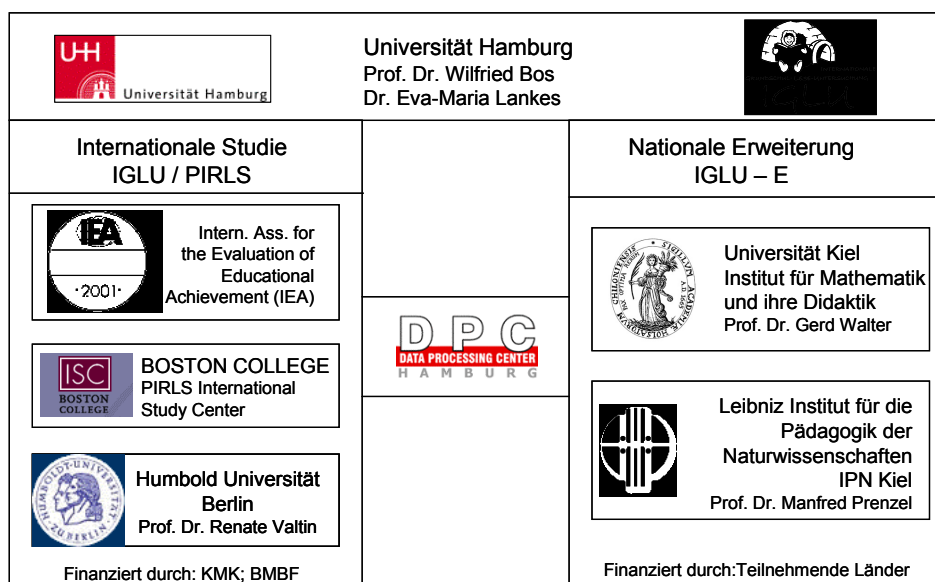 UHH
Universität Hamburg
Universität Hamburg
Prof. Dr. Wilfried Bos
Dr. Eva-Maria Lankes
IGLU
Internationale Studie
IGLU / PIRLS
IEA
·2001·
Intern. Ass. for
the Evaluation of
Educational
Achievement (IEA)
ISC
BOSTON
COLLEGE
BOSTON COLLEGE
PIRLS International
Study Center
HUMBOLDT-UNIVERSITÄT
·ZU BERLIN·
Humbold Universität
Berlin
Prof. Dr. Renate Valtin
Finanziert durch: KMK; BMBF
DPC
DATA PROCESSING CENTER
HAMBURG
Nationale Erweiterung
IGLU – E
SIGILLUM ACADEMIAE HOLSATORUM CHILONIENSIS
Universität Kiel
Institut für Mathematik
und ihre Didaktik
Prof. Dr. Gerd Walter
Leibniz Institut für die
Pädagogik der
Naturwissenschaften
IPN Kiel
Prof. Dr. Manfred Prenzel
Finanziert durch:Teilnehmende Länder